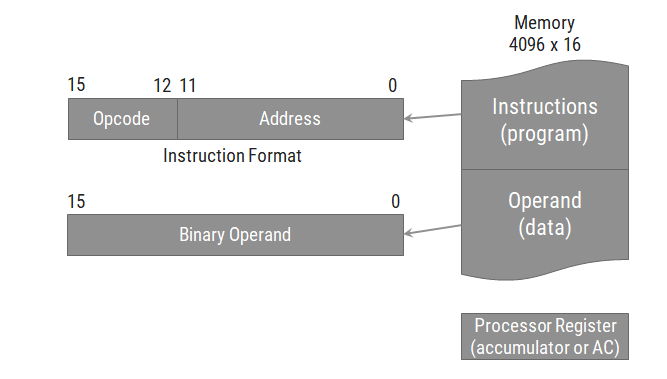 Memory
4096 x 16
15 12 11 0
Opcode Address
Instruction Format
Instructions
(program)
15 0
Binary Operand
Operand
(data)
Processor Register
(accumulator or AC)